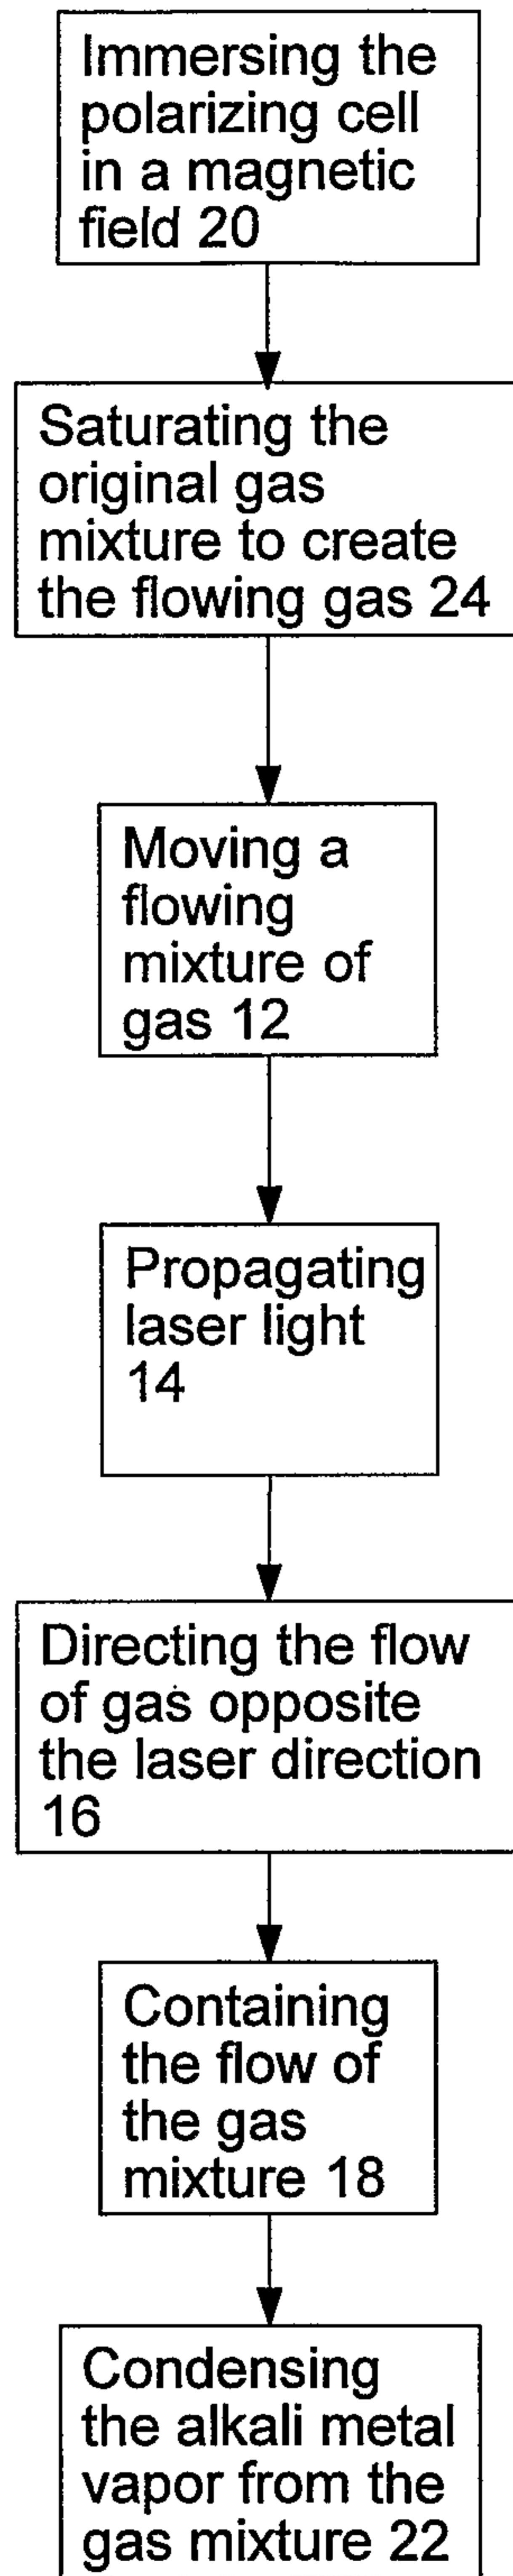 Immersing the
polarizing cell
in a magnetic
field 20
Saturating the
original gas
mixture to create
the flowing gas 24
Moving a
flowing
mixture of
gas 12
Propagating
laser light
14
Directing the flow
of gas opposite
the laser direction
16
Containing
the flow of
the gas
mixture 18
Condensing
the alkali metal
vapor from the
gas mixture 22